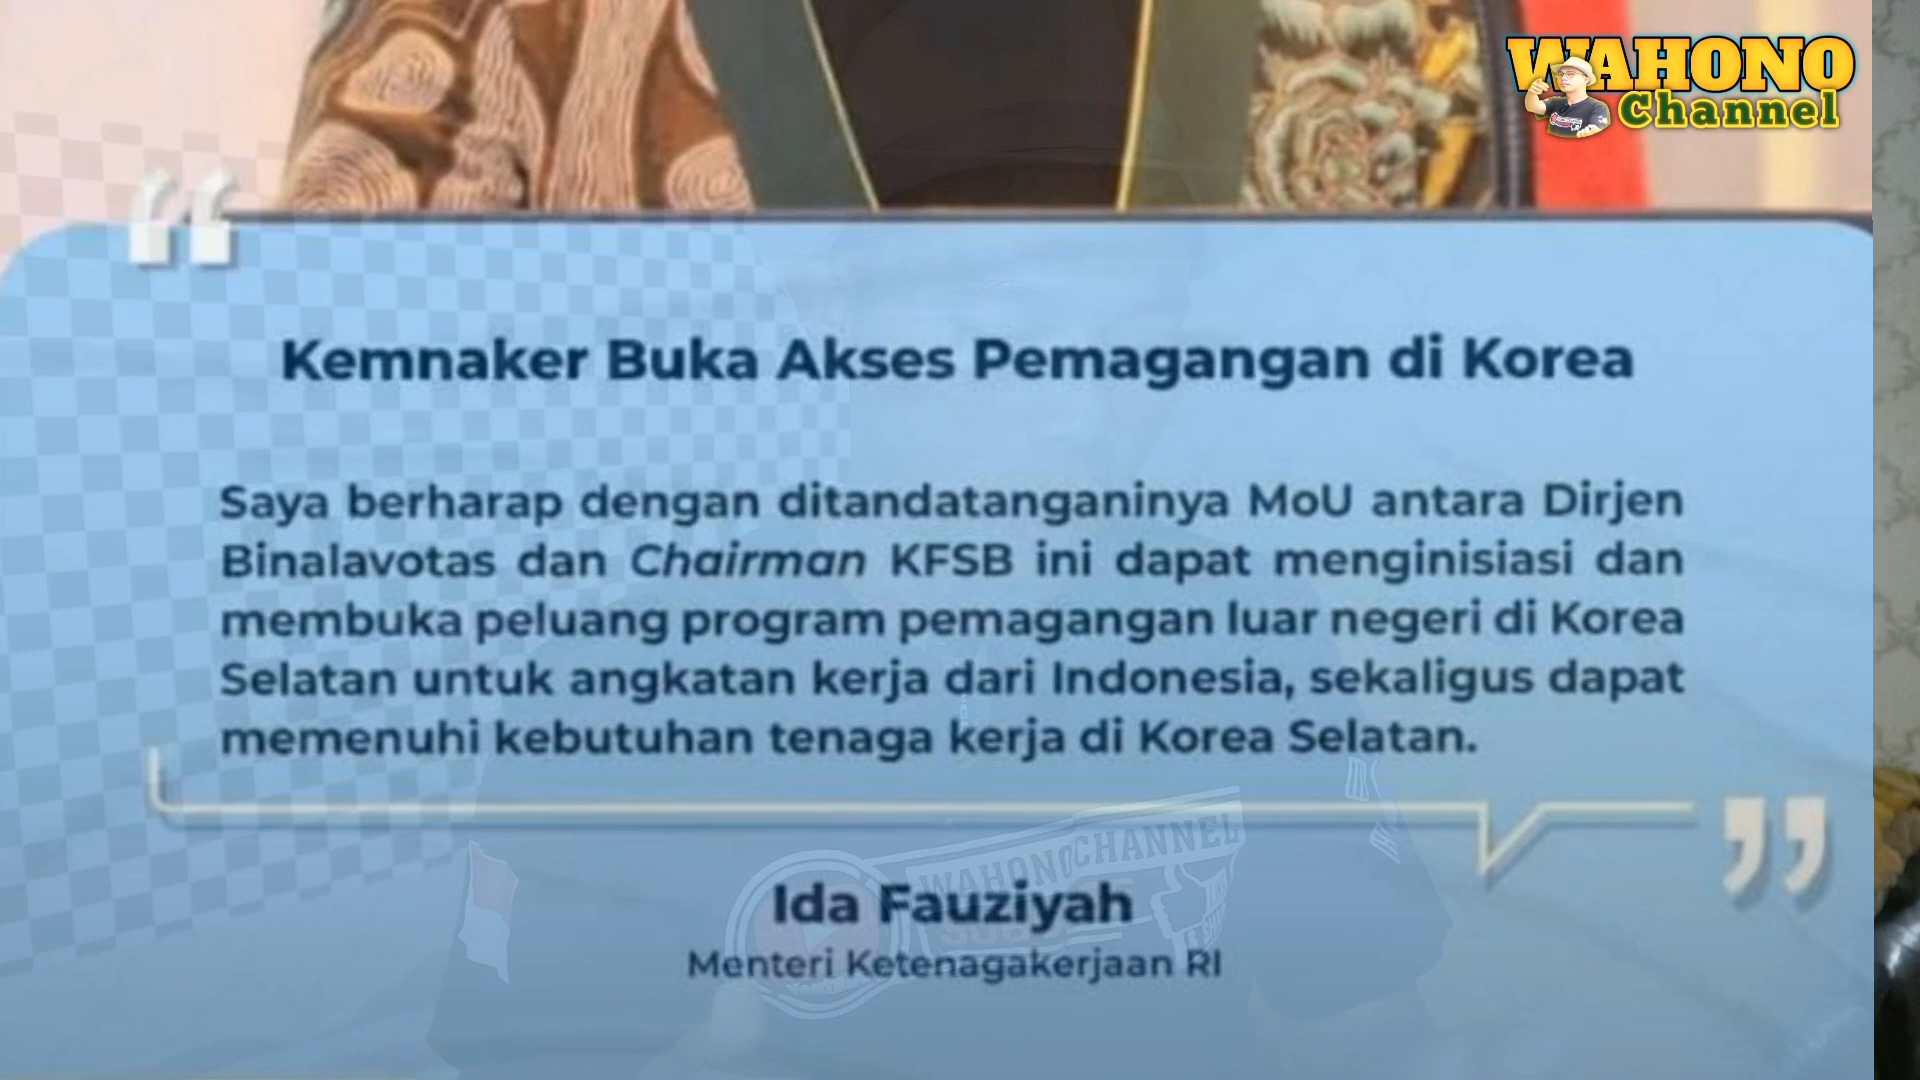 WAHONO
Channel
Kemnaker Buka Akses Pemagangan di Korea
Saya berharap dengan ditandatanganinya MoU antara Dirjen
Binalavotas dan Chairman KFSB ini dapat menginisiasi dan
membuka peluang program pemagangan luar negeri di Korea
Selatan untuk angkatan kerja dari Indonesia, sekaligus dapat
memenuhi kebutuhan tenaga kerja di Korea Selatan.
WAHONO CHANNEL
Ida Fauziyah
Menteri Ketenagakerjaan RI